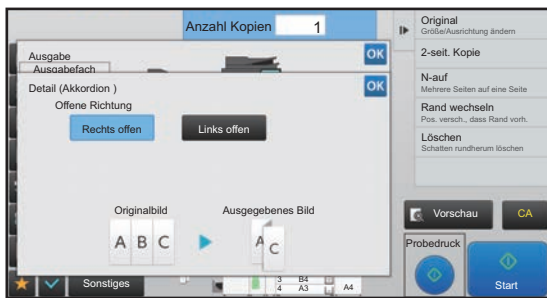 Anzahl Kopien 1
Ausgabe
OK
Ausgabefach
Detail (Akkordion )
OK
Offene Richtung
Rechts offen
Links offen
Originalbild
Ausgegebenes Bild
A B C
A C
Sonstiges
3 B4
4 A3
A4
Original
Größe/Ausrichtung ändern
2-seit. Kopie
N-auf
Mehrere Seiten auf eine Seite
Rand wechseln
Pos. versch., dass Rand vorh.
Löschen
Schatten rundherum löschen
Vorschau
CA
Probedruck
Start